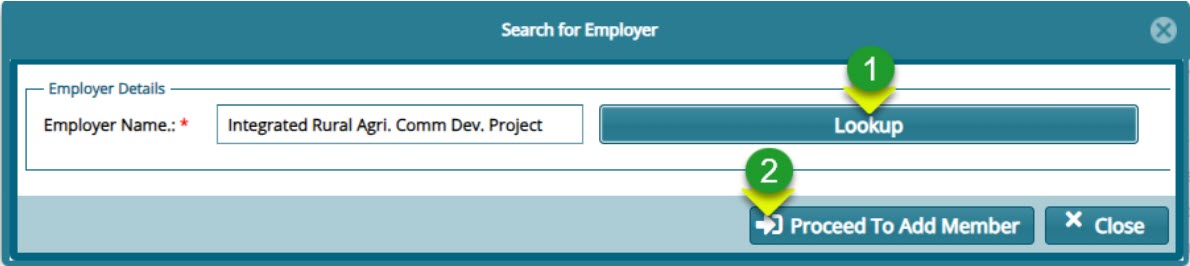 Search for Employer
1
Employer Details
Employer Name.: * Integrated Rural Agri. Comm Dev. Project Lookup
2
Proceed To Add Member Close